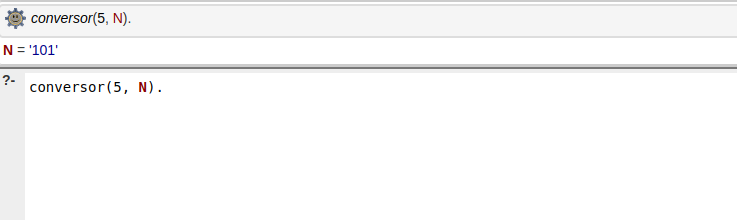 conversor(5, N).
N = '101'
?- conversor(5, N).